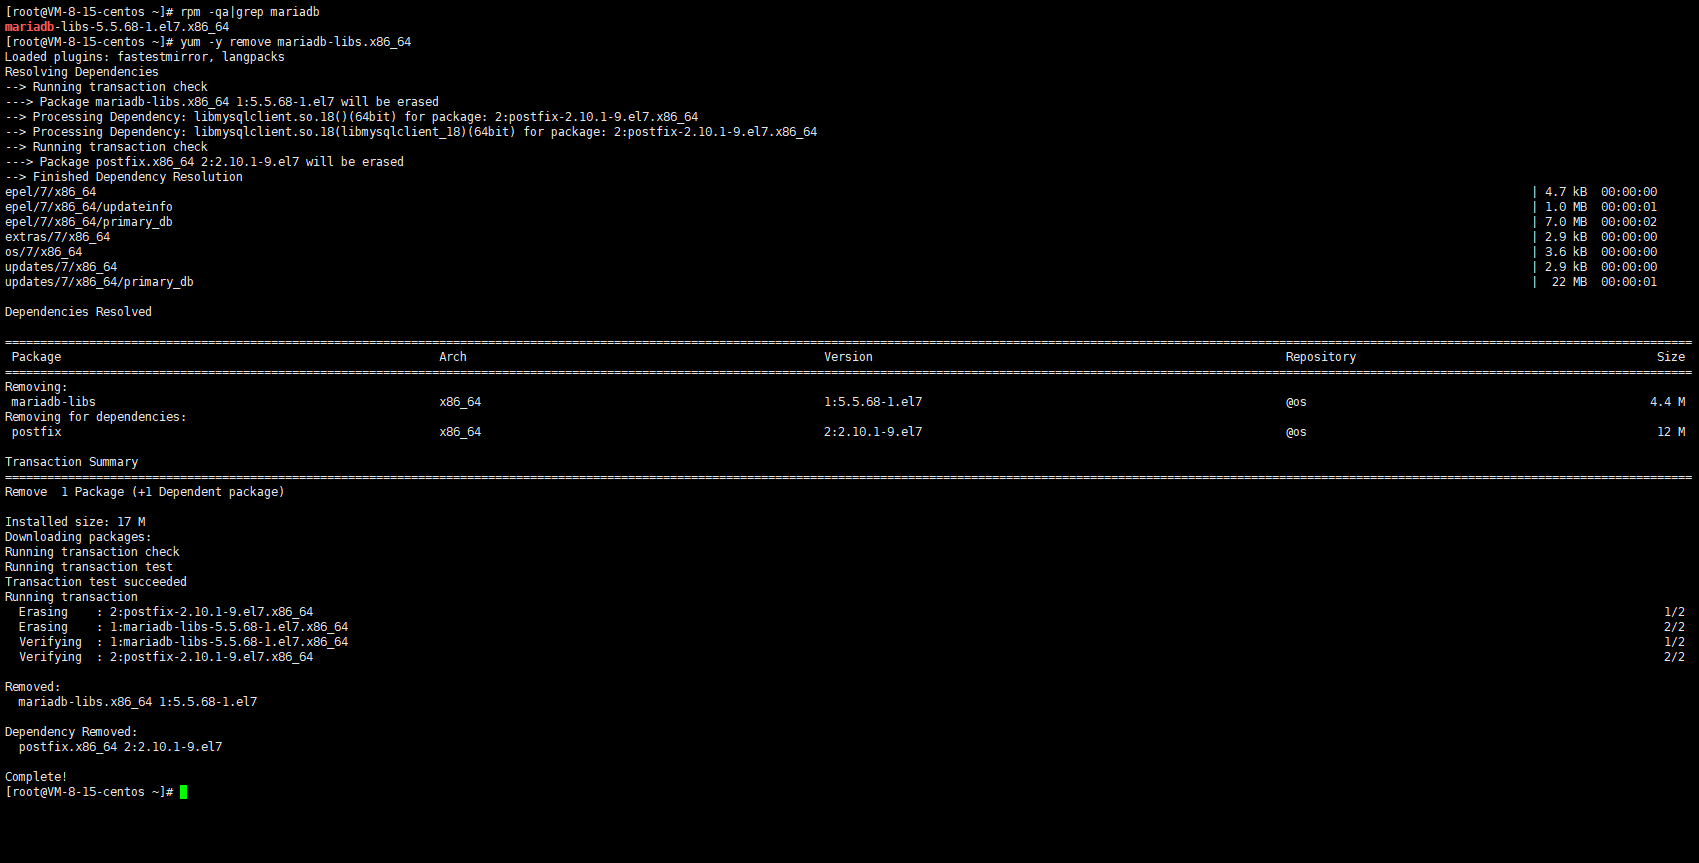 [root@VM-8-15-centos ~]# rpm -qa|grep mariadb
mariadb-libs-5.5.68-1.el7.x86_64
[root@VM-8-15-centos ~]# yum -y remove mariadb-libs.x86_64
Loaded plugins: fastestmirror, langpacks
Resolving Dependencies
--> Running transaction check
---> Package mariadb-libs.x86_64 1:5.5.68-1.el7 will be erased
--> Processing Dependency: libmysqlclient.so.18()(64bit) for package: 2:postfix-2.10.1-9.el7.x86_64
--> Processing Dependency: libmysqlclient.so.18(libmysqlclient_18)(64bit) for package: 2:postfix-2.10.1-9.el7.x86_64
--> Running transaction check
---> Package postfix.x86_64 2:2.10.1-9.el7 will be erased
--> Finished Dependency Resolution
epel/7/x86_64 | 4.7 kB 00:00:00
epel/7/x86_64/updateinfo | 1.0 MB 00:00:01
epel/7/x86_64/primary_db | 7.0 MB 00:00:02
extras/7/x86_64 | 2.9 kB 00:00:00
os/7/x86_64 | 3.6 kB 00:00:00
updates/7/x86_64 | 2.9 kB 00:00:00
updates/7/x86_64/primary_db | 22 MB 00:00:01
Dependencies Resolved
Package Arch Version Repository Size
Removing:
mariadb-libs x86_64 1:5.5.68-1.el7 @os 4.4 M
Removing for dependencies:
postfix x86_64 2:2.10.1-9.el7 @os 12 M
Transaction Summary
Remove 1 Package (+1 Dependent package)
Installed size: 17 M
Downloading packages:
Running transaction check
Running transaction test
Transaction test succeeded
Running transaction
Erasing : 2:postfix-2.10.1-9.el7.x86_64 1/2
Erasing : 1:mariadb-libs-5.5.68-1.el7.x86_64 2/2
Verifying : 1:mariadb-libs-5.5.68-1.el7.x86_64 1/2
Verifying : 2:postfix-2.10.1-9.el7.x86_64 2/2
Removed:
mariadb-libs.x86_64 1:5.5.68-1.el7
Dependency Removed:
postfix.x86_64 2:2.10.1-9.el7
Complete!
[root@VM-8-15-centos ~]#